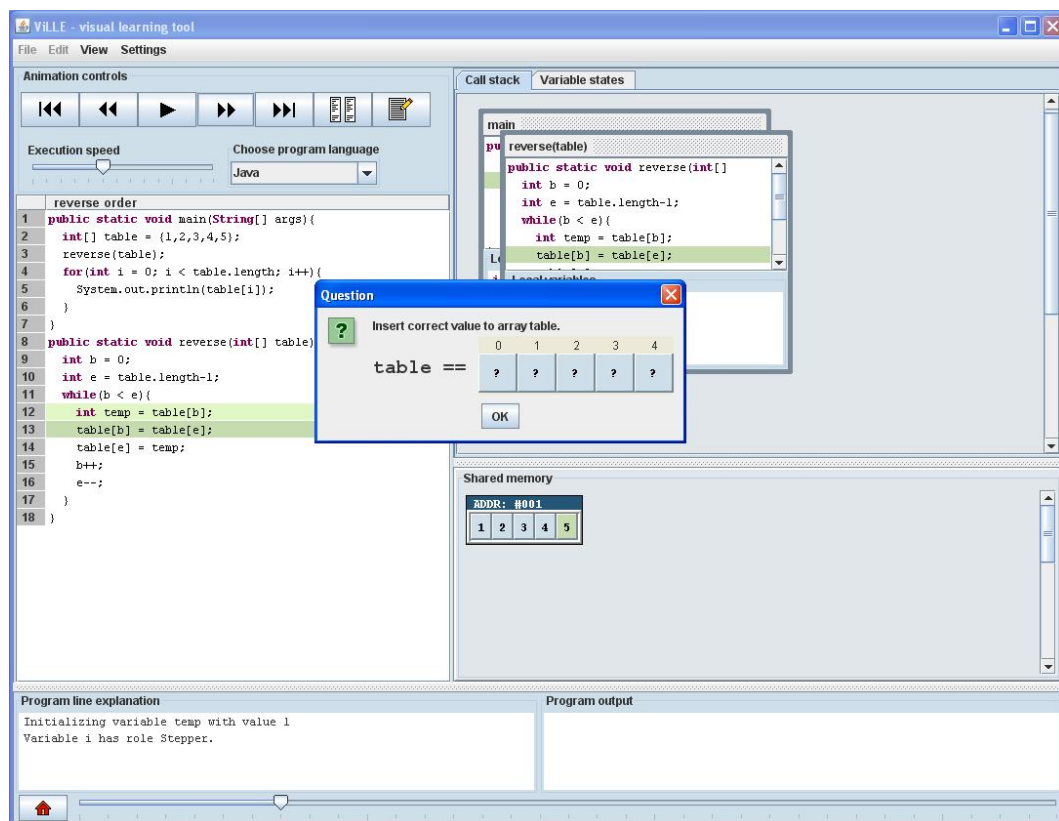 ViLLE - visual learning tool
File Edit View Settings
Animation controls
Execution speed
Choose program language
Java
reverse order
1 public static void main(String[] args){
2 int[] table = {1,2,3,4,5};
3 reverse(table);
4 for(int i = 0; i < table.length; i++){
5 System.out.println(table[i]);
6 }
7 }
8 public static void reverse(int[] table)
9 int b = 0;
10 int e = table.length-1;
11 while(b < e){
12 int temp = table[b];
13 table[b] = table[e];
14 table[e] = temp;
15 b++;
16 e--;
17 }
18 }
Call stack Variable states
main
pu
reverse(table)
public static void reverse(int[]
int b = 0;
int e = table.length-1;
while(b < e){
int temp = table[b];
table[b] = table[e];
Question
? Insert correct value to array table.
0 1 2 3 4
table == ? ? ? ? ?
OK
Shared memory
ADDR: #001
1 2 3 4 5
Program line explanation
Initializing variable temp with value 1
Variable i has role Stepper.
Program output